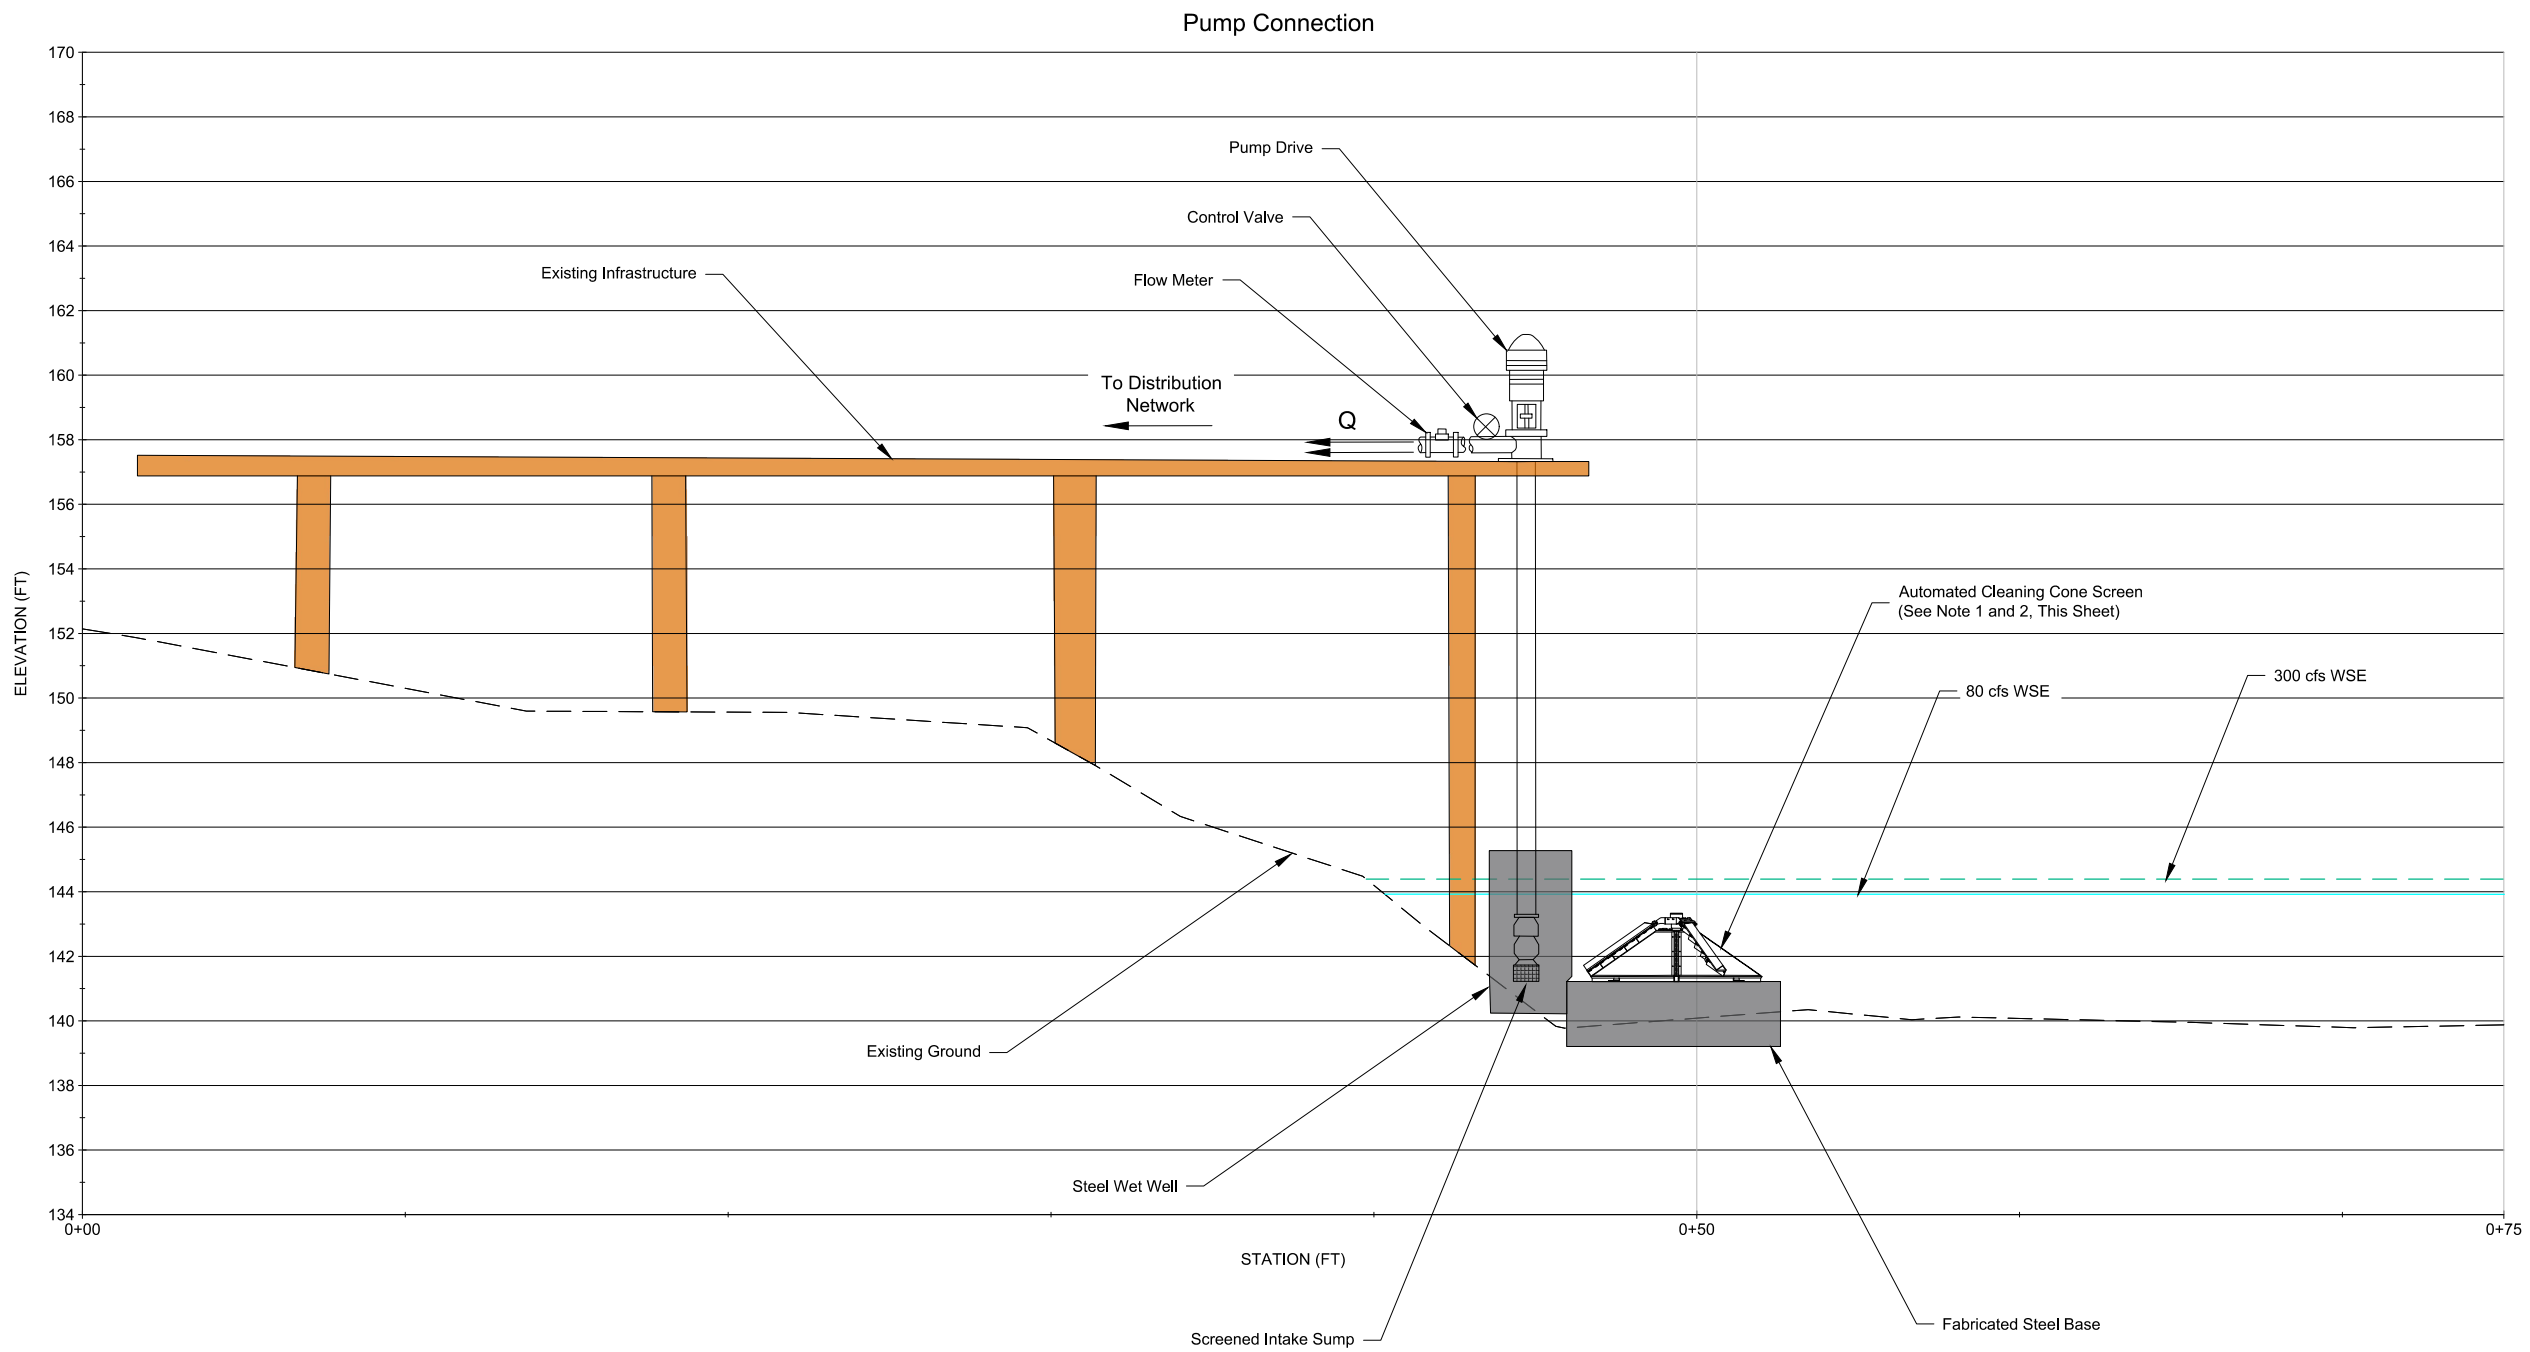 Pump Connection
170
168
166
164
162
160
158
156
154
152
150
148
146
144
142
140
138
136
134
ELEVATION (FT)
Pump Drive
Control Valve
Existing Infrastructure
Flow Meter
To Distribution
Network
Q
Automated Cleaning Cone Screen
(See Note 1 and 2, This Sheet)
300 cfs WSE
80 cfs WSE
Existing Ground
Steel Wet Well
0+00
0+50
0+75
STATION (FT)
Fabricated Steel Base
Screened Intake Sump